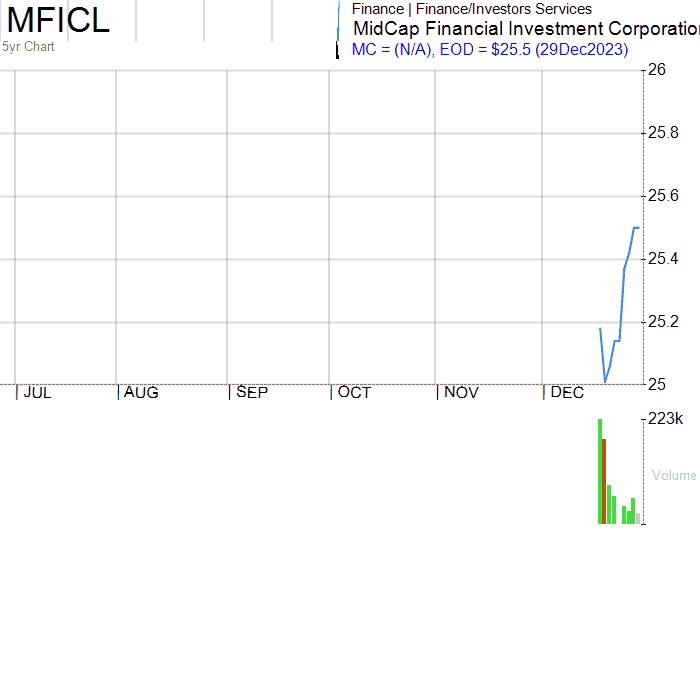 MFICL
5yr Chart
Finance | Finance/Investors Services
MidCap Financial Investment Corporation
MC = (N/A), EOD = $25.5 (29Dec2023)
26
25.8
25.6
25.4
25.2
25
JUL AUG SEP OCT NOV DEC
223k
Volume